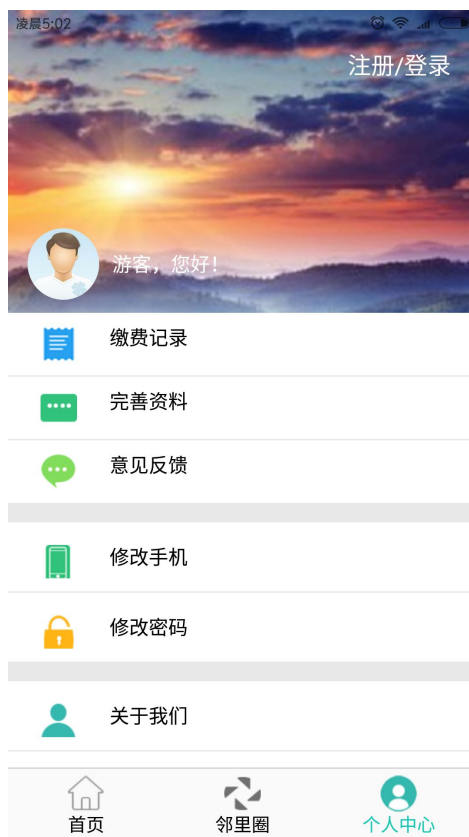 凌晨5:02
注册/登录
游客，您好！
缴费记录
完善资料
意见反馈
修改手机
修改密码
关于我们
首页 邻里圈 个人中心